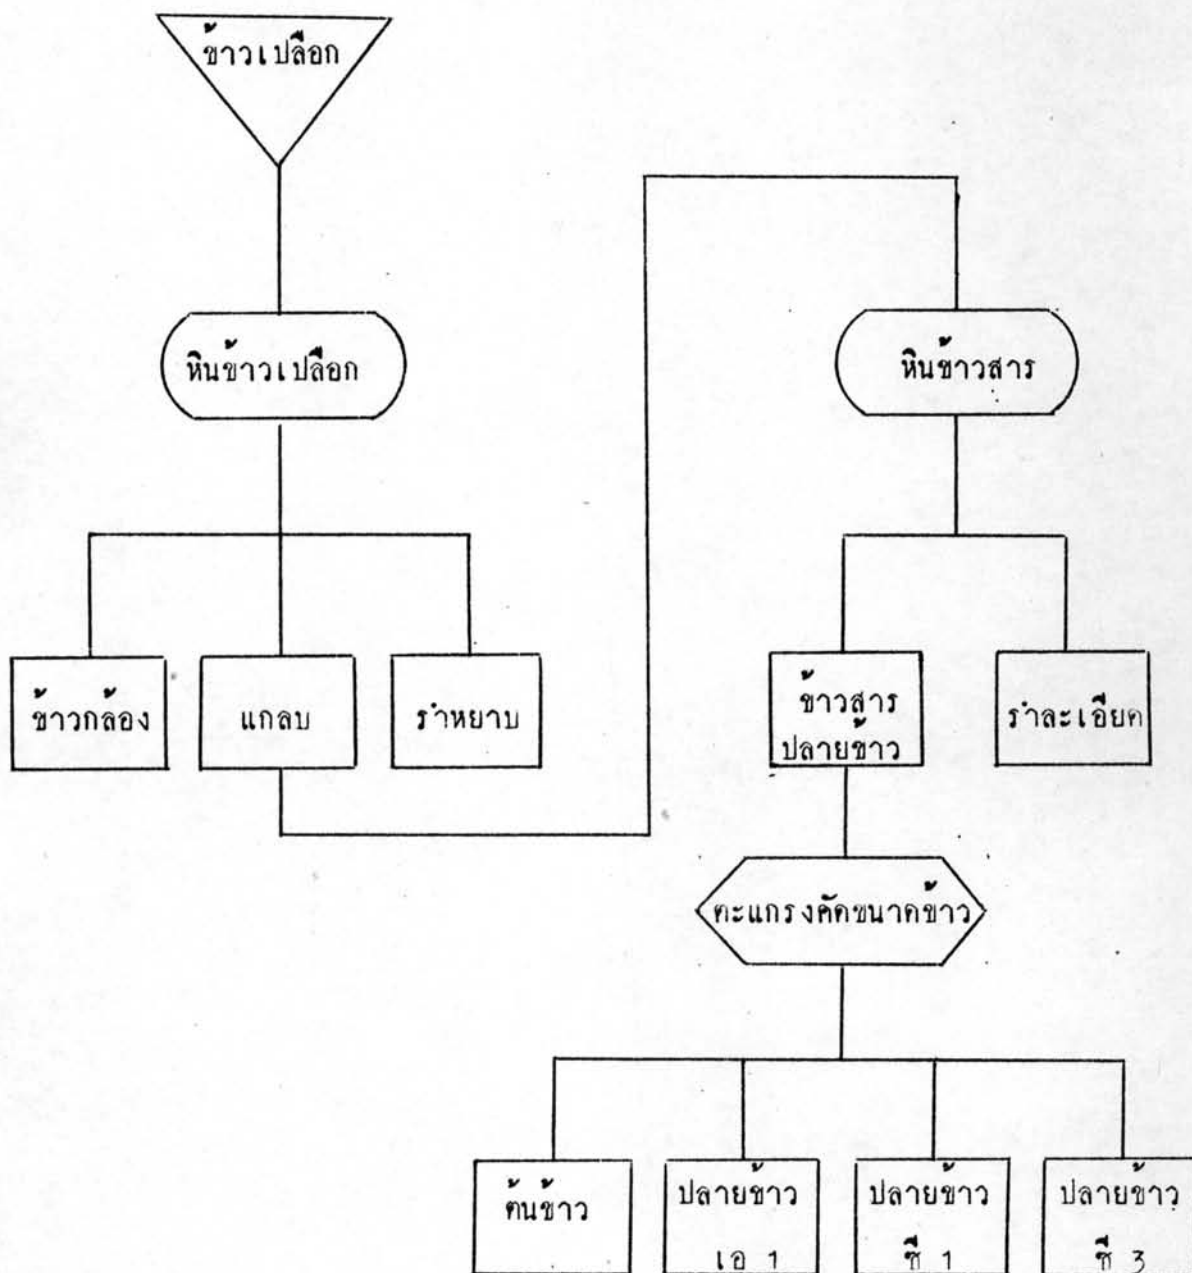 ข้าวเปลือก
หินข้าวเปลือก
ข้าวกล้อง
แกลบ
รำหยาบ
หินข้าวสาร
ข้าวสาร
ปลายข้าว
รำละเอียด
ตะแกรงคัดขนาดข้าว
ต้นข้าว
ปลายข้าว
เอ 1
ปลายข้าว
ซี 1
ปลายข้าว
ซี 3